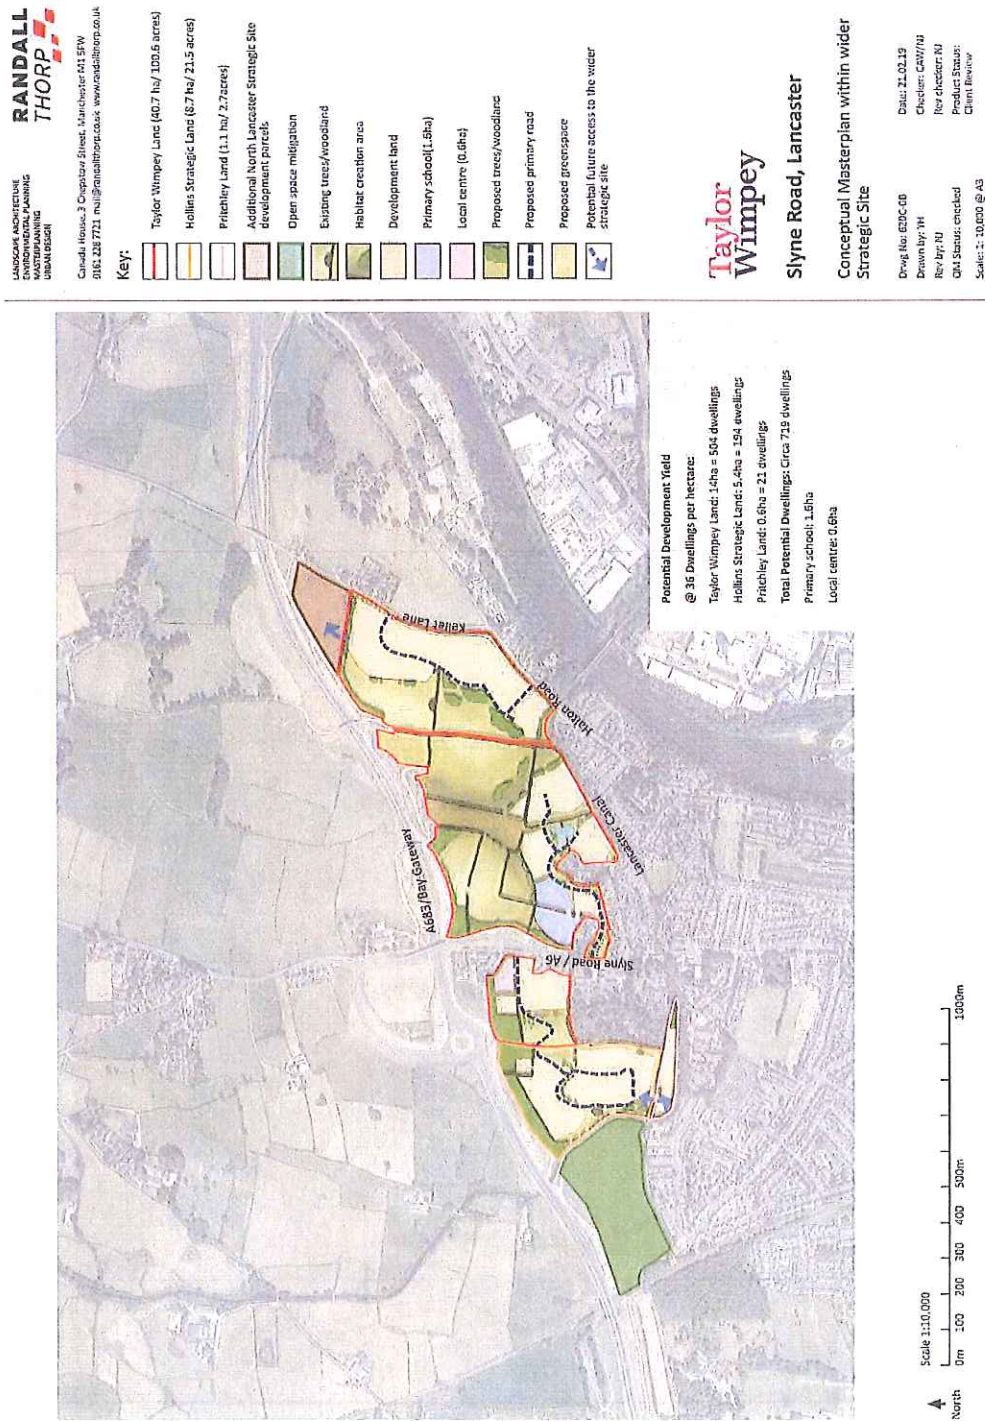 RANDALL
THORP
LANDSCAPE ARCHITECTURE
ENVIRONMENTAL PLANNING
MASTERPLANNING
URBAN DESIGN
Canada House, 3 Chepstow Street, Manchester M1 5FW
0161 228 7721 mail@randallthorp.co.uk www.randallthorp.co.uk
Key:
Taylor Wimpey Land (40.7 ha/ 100.6 acres)
Hollins Strategic Land (8.7 ha/ 21.5 acres)
Pritchley Land (1.1 ha/ 2.7acres)
Additional North Lancaster Strategic Site
development parcels
Open space mitigation
Existing trees/woodland
Habitat creation area
Development land
Primary school(1.6ha)
Local centre (0.6ha)
Proposed trees/woodland
Proposed primary road
Proposed greenspace
Potential future access to the wider
strategic site
Taylor
Wimpey
Slyne Road, Lancaster
Conceptual Masterplan within wider
Strategic Site
Drwg No: 620C-08
Date: 21.02.19
Drawn by: YH
Checker: CAW/NJ
Rev by: NJ
Rev checker: NJ
QM Status: checked
Product Status:
Client Review
Scale: 1: 10,000 @ A3
A683/Bay Gateway
Kellet Lane
Halton Road
Lancaster Canal
Slyne Road / A6
Potential Development Yield
@ 36 Dwellings per hectare:
Taylor Wimpey Land: 14ha = 504 dwellings
Hollins Strategic Land: 5.4ha = 194 dwellings
Pritchley Land: 0.6ha = 21 dwellings
Total Potential Dwellings: Circa 719 dwellings
Primary school: 1.6ha
Local centre: 0.6ha
Scale 1:10,000
0m 100 200 300 400 500m 1000m
North